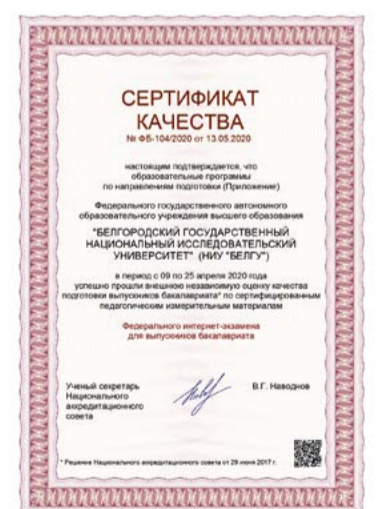 СЕРТИФИКАТ
КАЧЕСТВА
№ ФБ-104/2020 от 13.05.2020
настоящим подтверждается, что
образовательные программы
по направлениям подготовки (Приложение)
Федерального государственного автономного
образовательного учреждения высшего образования
"БЕЛГОРОДСКИЙ ГОСУДАРСТВЕННЫЙ
НАЦИОНАЛЬНЫЙ ИССЛЕДОВАТЕЛЬСКИЙ
УНИВЕРСИТЕТ" (НИУ "БЕЛГУ")
в период с 09 по 25 апреля 2020 года
успешно прошли внешнюю независимую оценку качества
подготовки выпускников бакалавриата* по сертифицированным
педагогическим измерительным материалам
Федерального интернет-экзамена
для выпускников бакалавриата
Ученый секретарь
Национального
аккредитационного
совета
В.Г. Наводнов
* Решение Национального аккредитационного совета от 29 июня 2017 г.